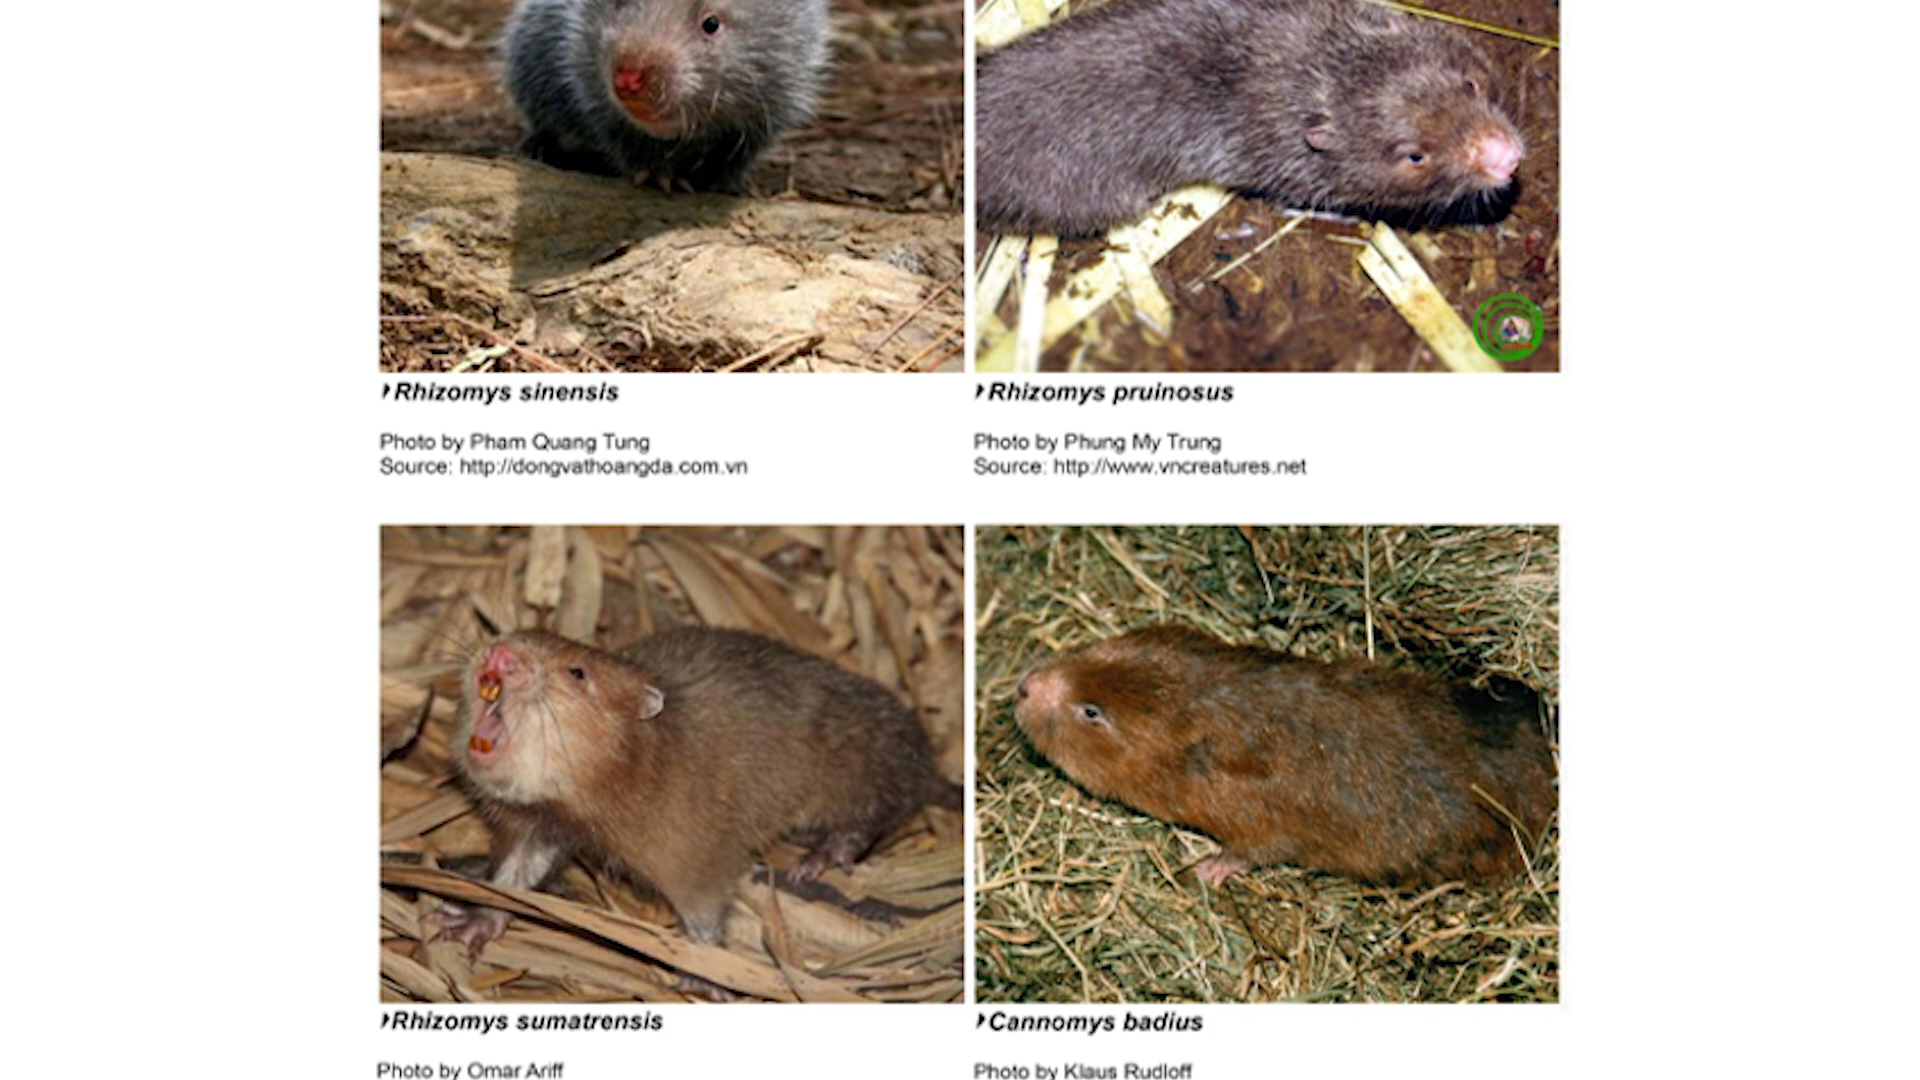 Rhizomys sinensis
Photo by Pham Quang Tung
Source: http://dongvathoangda.com.vn
Rhizomys pruinosus
Photo by Phung My Trung
Source: http://www.vncreatures.net
Rhizomys sumatrensis
Photo by Omar Ariff
Cannomys badius
Photo by Klaus Rudloff